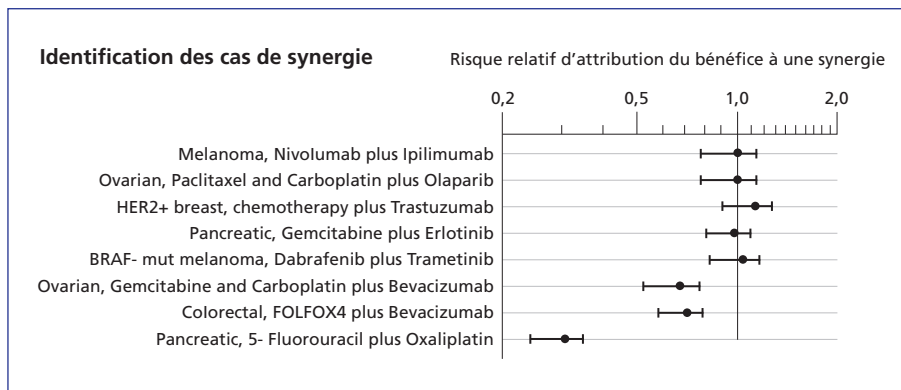 Identification des cas de synergie
Risque relatif d’attribution du bénéfice à une synergie
0,2 0,5 1,0 2,0
Melanoma, Nivolumab plus Ipilimumab
Ovarian, Paclitaxel and Carboplatin plus Olaparib
HER2+ breast, chemotherapy plus Trastuzumab
Pancreatic, Gemcitabine plus Erlotinib
BRAF- mut melanoma, Dabrafenib plus Trametinib
Ovarian, Gemcitabine and Carboplatin plus Bevacizumab
Colorectal, FOLFOX4 plus Bevacizumab
Pancreatic, 5- Fluorouracil plus Oxaliplatin